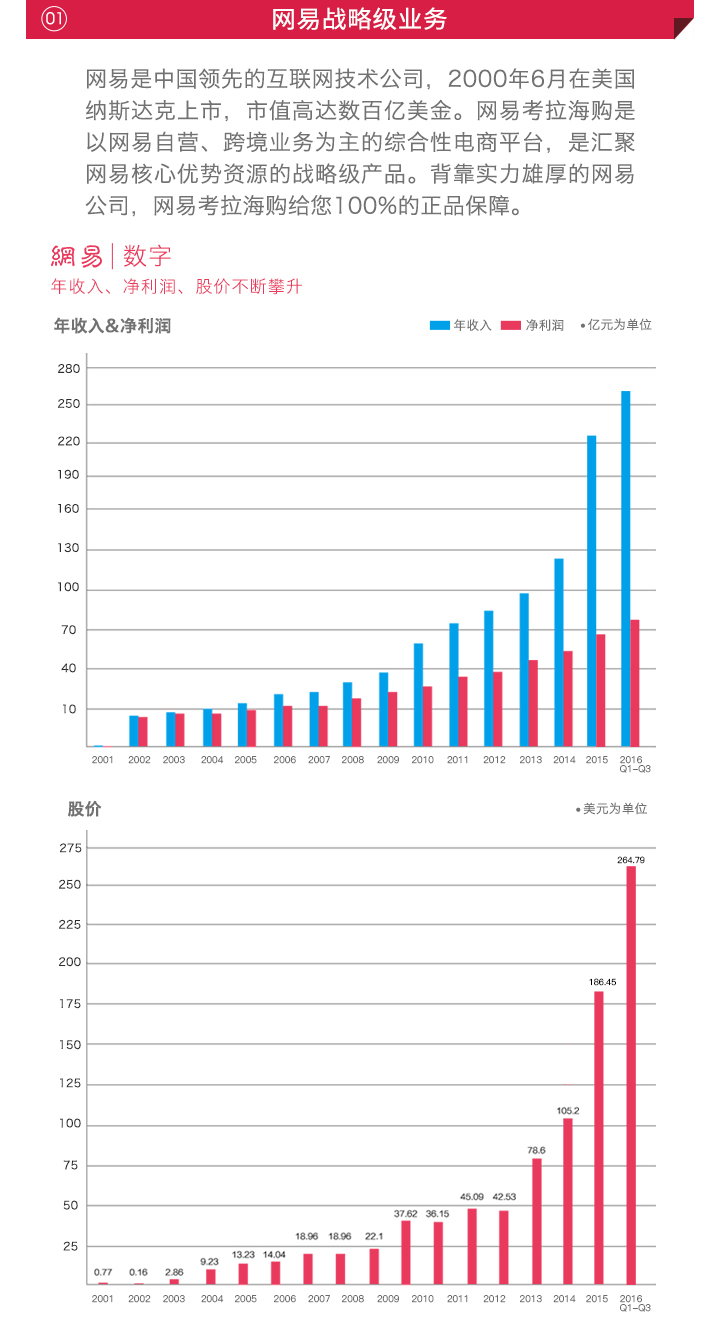 01
网易战略级业务
网易是中国领先的互联网技术公司，2000年6月在美国
纳斯达克上市，市值高达数百亿美金。网易考拉海购是
以网易自营、跨境业务为主的综合性电商平台，是汇聚
网易核心优势资源的战略级产品。背靠实力雄厚的网易
公司，网易考拉海购给您100%的正品保障。
網易|数字
年收入、净利润、股价不断攀升
年收入&净利润
年收入 净利润 •亿元为单位
280
250
220
190
160
130
100
70
40
10
2001 2002 2003 2004 2005 2006 2007 2008 2009 2010 2011 2012 2013 2014 2015 2016
Q1–Q3
股价
•美元为单位
275
264.79
250
225
200
186.45
175
150
125
105.2
100
78.6
75
45.09 42.53
50
37.62 36.15
18.96 18.96 22.1
25
13.23 14.04
9.23
0.77 0.16 2.86
2001 2002 2003 2004 2005 2006 2007 2008 2009 2010 2011 2012 2013 2014 2015 2016
Q1–Q3